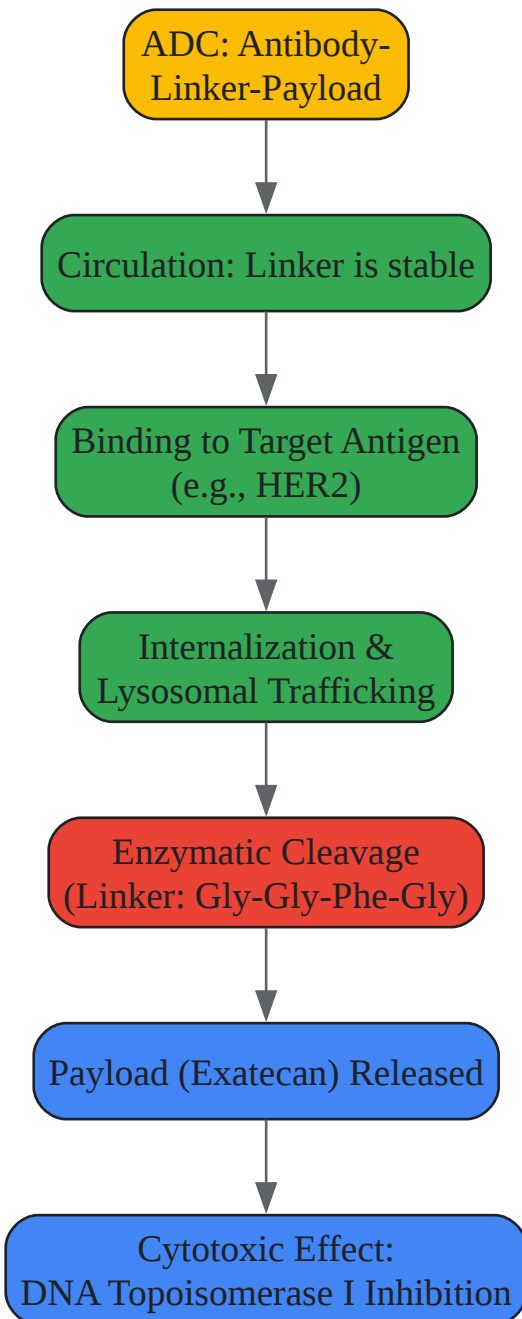 ADC: Antibody-
Linker-Payload
Circulation: Linker is stable
Binding to Target Antigen
(e.g., HER2)
Internalization &
Lysosomal Trafficking
Enzymatic Cleavage
(Linker: Gly-Gly-Phe-Gly)
Payload (Exatecan) Released
Cytotoxic Effect:
DNA Topoisomerase I Inhibition